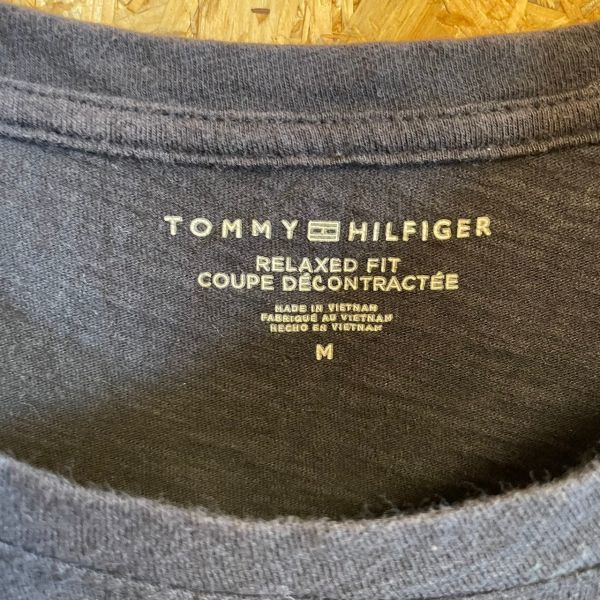 TOMMY HILFIGER
RELAXED FIT
COUPE DÉCONTRACTÉE
MADE IN VIETNAM
FABRIQUÉ AU VIETNAM
HECHO EN VIETNAM
M